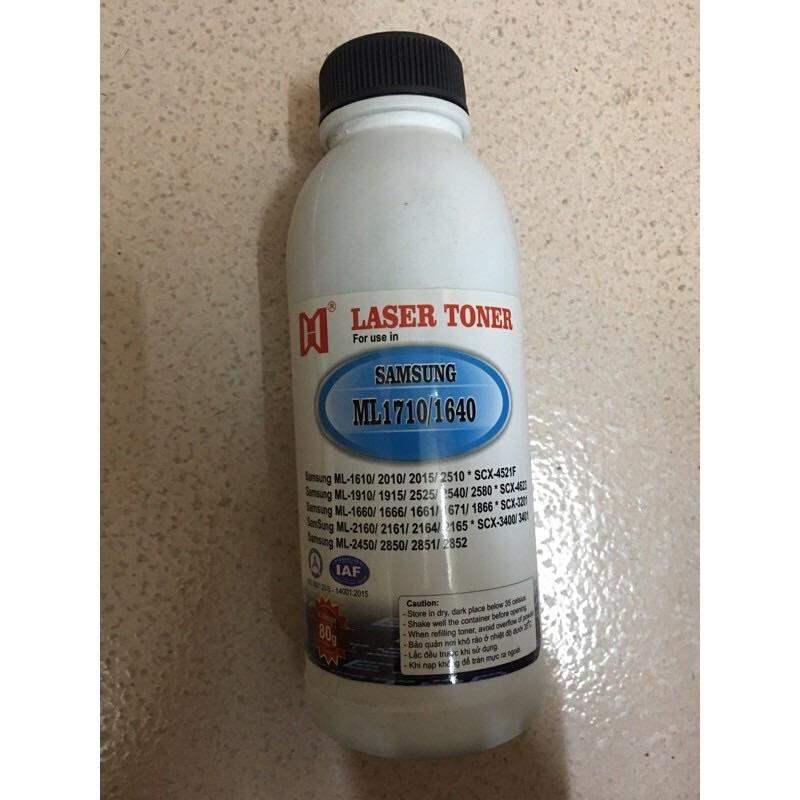 LASER TONER
For use in
SAMSUNG
ML1710/1640
Samsung ML-1610/ 2010/ 2015/ 2510 * SCX-4521F
Samsung ML-1910/ 1915/ 2525/ 2540/ 2580 * SCX-4623
Samsung ML-1660/ 1666/ 1661/ 1671/ 1866 * SCX-3201
SamSung ML-2160/ 2161/ 2164/ 2165 * SCX-3400/ 3401
Samsung ML-2450/ 2850/ 2851/ 2852
IAF
14001:2015
80g
Caution:
- Store in dry, dark place below 35 celsius.
- Shake well the container before opening.
- When refilling toner, avoid overflow of
- Bảo quản nơi khô ráo ở nhiệt độ dưới 35°C.
- Lắc đều trước khi sử dụng.
- Khi nạp không để tràn mực ra ngoài.